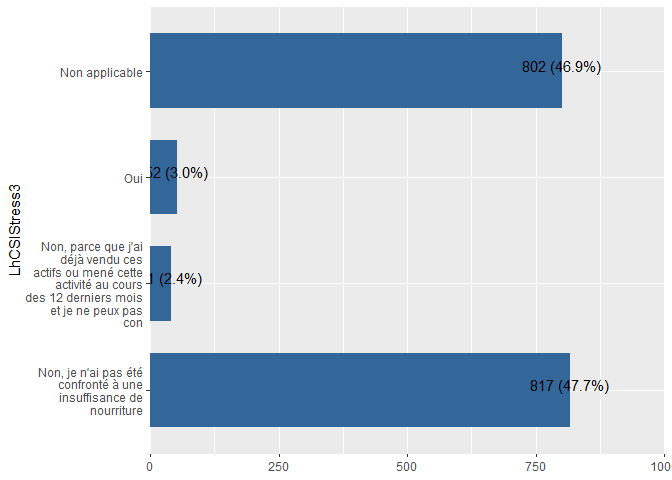 LhCSIStress3
Non applicable
802 (46.9%)
Oui
52 (3.0%)
Non, parce que j'ai
déjà vendu ces
actifs ou mené cette
activité au cours
des 12 derniers mois
et je ne peux pas
con
(2.4%)
Non, je n'ai pas été
confronté à une
insuffisance de
nourriture
817 (47.7%)
0
250
500
750